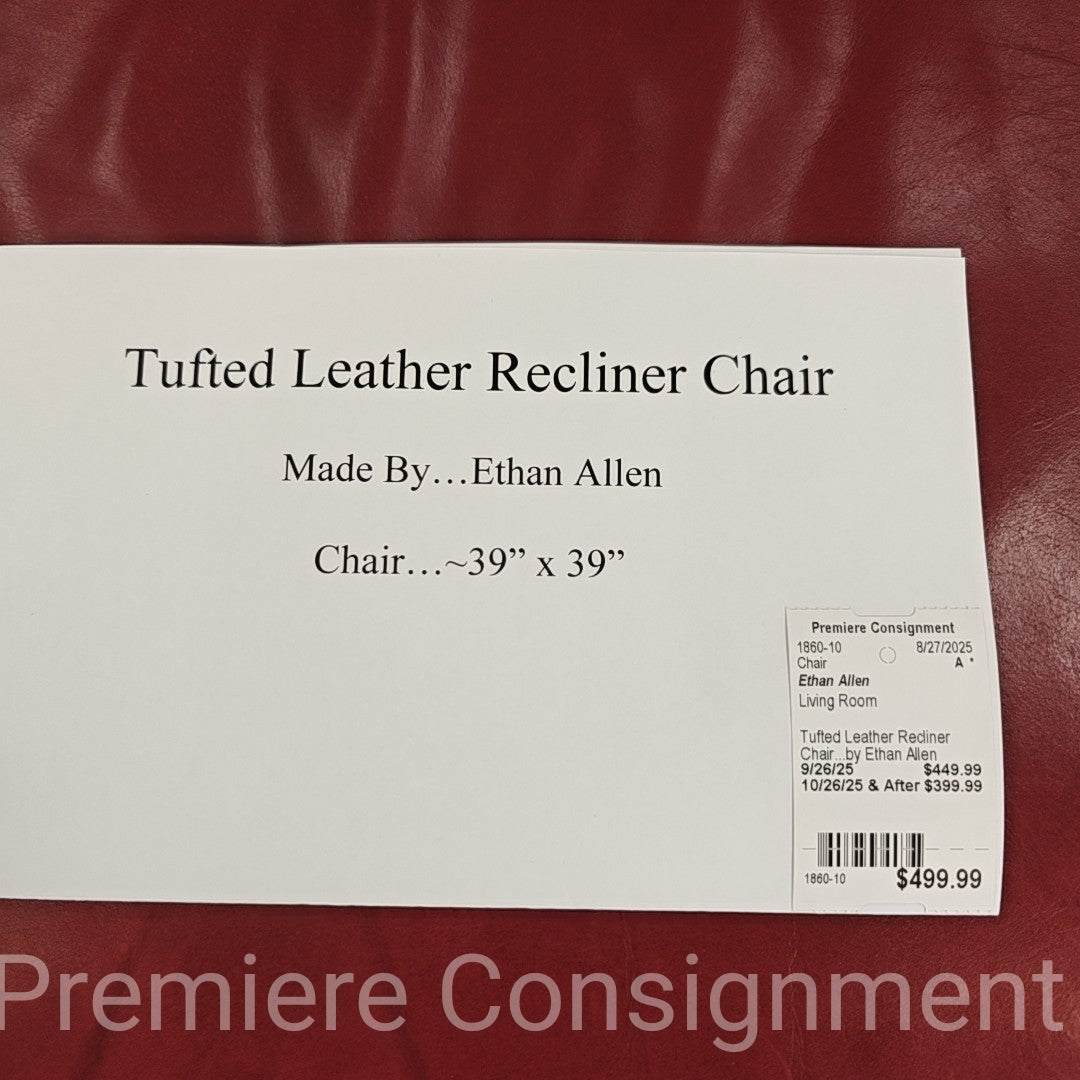 Tufted Leather Recliner Chair
Made By…Ethan Allen
Chair…~39” x 39”
Premiere Consignment
1860-10 8/27/2025
Chair A *
Ethan Allen
Living Room
Tufted Leather Recliner
Chair...by Ethan Allen
9/26/25 $449.99
10/26/25 & After $399.99
1860-10 $499.99
Premiere Consignment